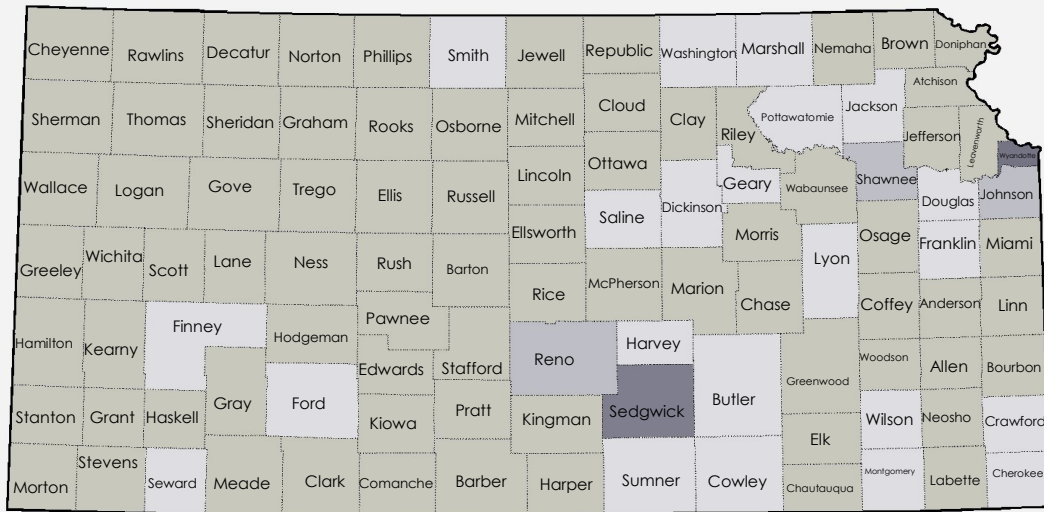 Cheyenne
Rawlins
Decatur
Norton
Phillips
Smith
Jewell
Republic
Washington
Marshall
Nemaha
Brown
Doniphan
Sherman
Thomas
Sheridan
Graham
Rooks
Osborne
Mitchell
Cloud
Clay
Riley
Pottawatomie
Jackson
Atchison
Jefferson
Leavenworth
Wyandotte
Wallace
Logan
Gove
Trego
Ellis
Russell
Lincoln
Ottawa
Saline
Dickinson
Geary
Wabaunsee
Shawnee
Douglas
Johnson
Greeley
Wichita
Scott
Lane
Ness
Rush
Barton
Ellsworth
Rice
McPherson
Marion
Morris
Chase
Lyon
Osage
Franklin
Miami
Coffey
Anderson
Linn
Hamilton
Kearny
Finney
Hodgeman
Pawnee
Edwards
Stafford
Reno
Harvey
Sedgwick
Butler
Greenwood
Woodson
Allen
Bourbon
Stanton
Grant
Haskell
Gray
Ford
Kiowa
Pratt
Kingman
Elk
Wilson
Neosho
Crawford
Morton
Stevens
Seward
Meade
Clark
Comanche
Barber
Harper
Sumner
Cowley
Chautauqua
Montgomery
Labette
Cherokee